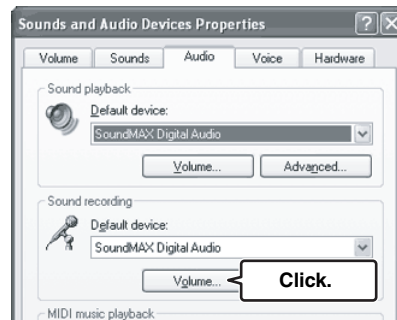 Sounds and Audio Devices Properties
Volume Sounds Audio Voice Hardware
Sound playback
Default device:
SoundMAX Digital Audio
Volume... Advanced...
Sound recording
Default device:
SoundMAX Digital Audio
Volume... Click.
MIDI music playback